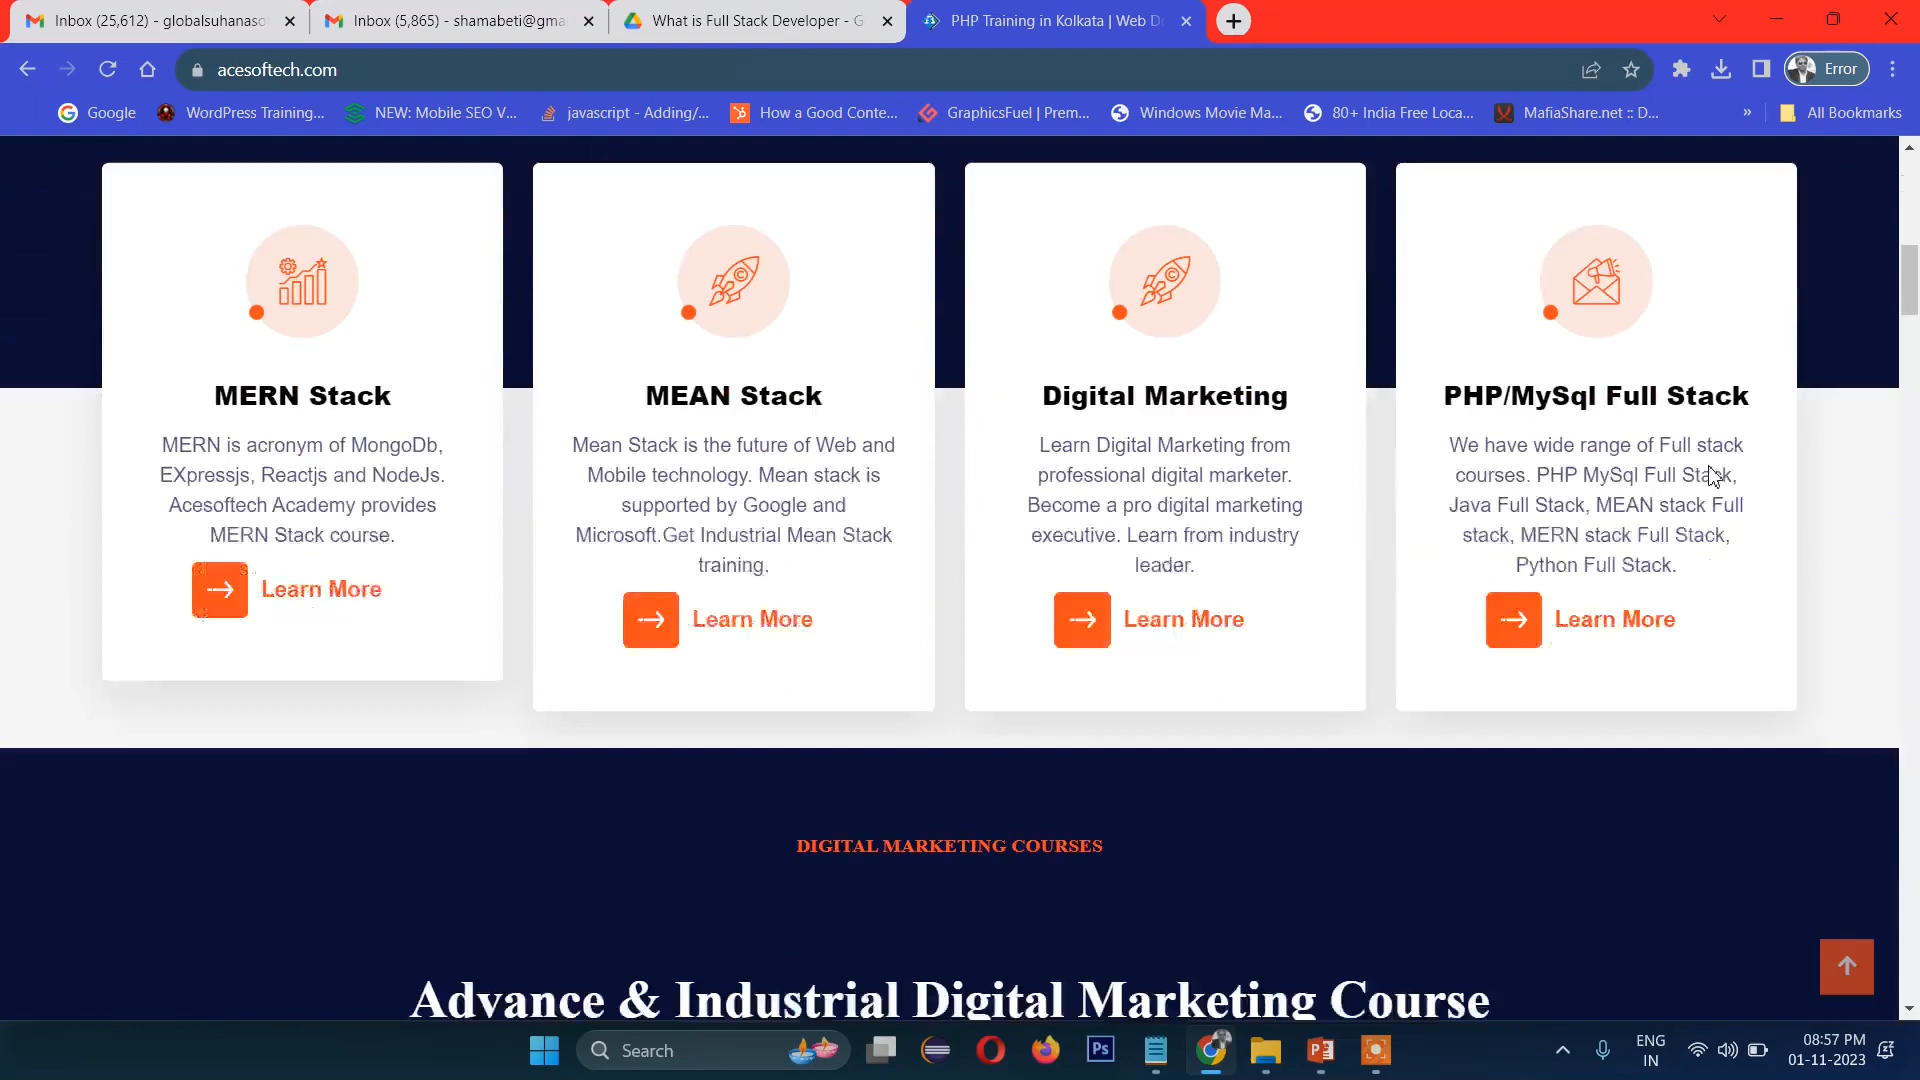 Inbox (25,612) - globalsuhanaso
Inbox (5,865) - shamabeti@gma
What is Full Stack Developer - G
PHP Training in Kolkata | Web D
acesoftech.com
Error
Google
WordPress Training...
NEW: Mobile SEO V...
javascript - Adding/...
How a Good Conte...
GraphicsFuel | Prem...
Windows Movie Ma...
80+ India Free Loca...
MafiaShare.net :: D...
»
All Bookmarks
MERN Stack
MERN is acronym of MongoDb,
EXpressjs, Reactjs and NodeJs.
Acesoftech Academy provides
MERN Stack course.
Learn More
MEAN Stack
Mean Stack is the future of Web and
Mobile technology. Mean stack is
supported by Google and
Microsoft.Get Industrial Mean Stack
training.
Learn More
Digital Marketing
Learn Digital Marketing from
professional digital marketer.
Become a pro digital marketing
executive. Learn from industry
leader.
Learn More
PHP/MySql Full Stack
We have wide range of Full stack
courses. PHP MySql Full Stack,
Java Full Stack, MEAN stack Full
stack, MERN stack Full Stack,
Python Full Stack.
Learn More
DIGITAL MARKETING COURSES
Advance & Industrial Digital Marketing Course
Search
Ps
ENG
IN
08:57 PM
01-11-2023